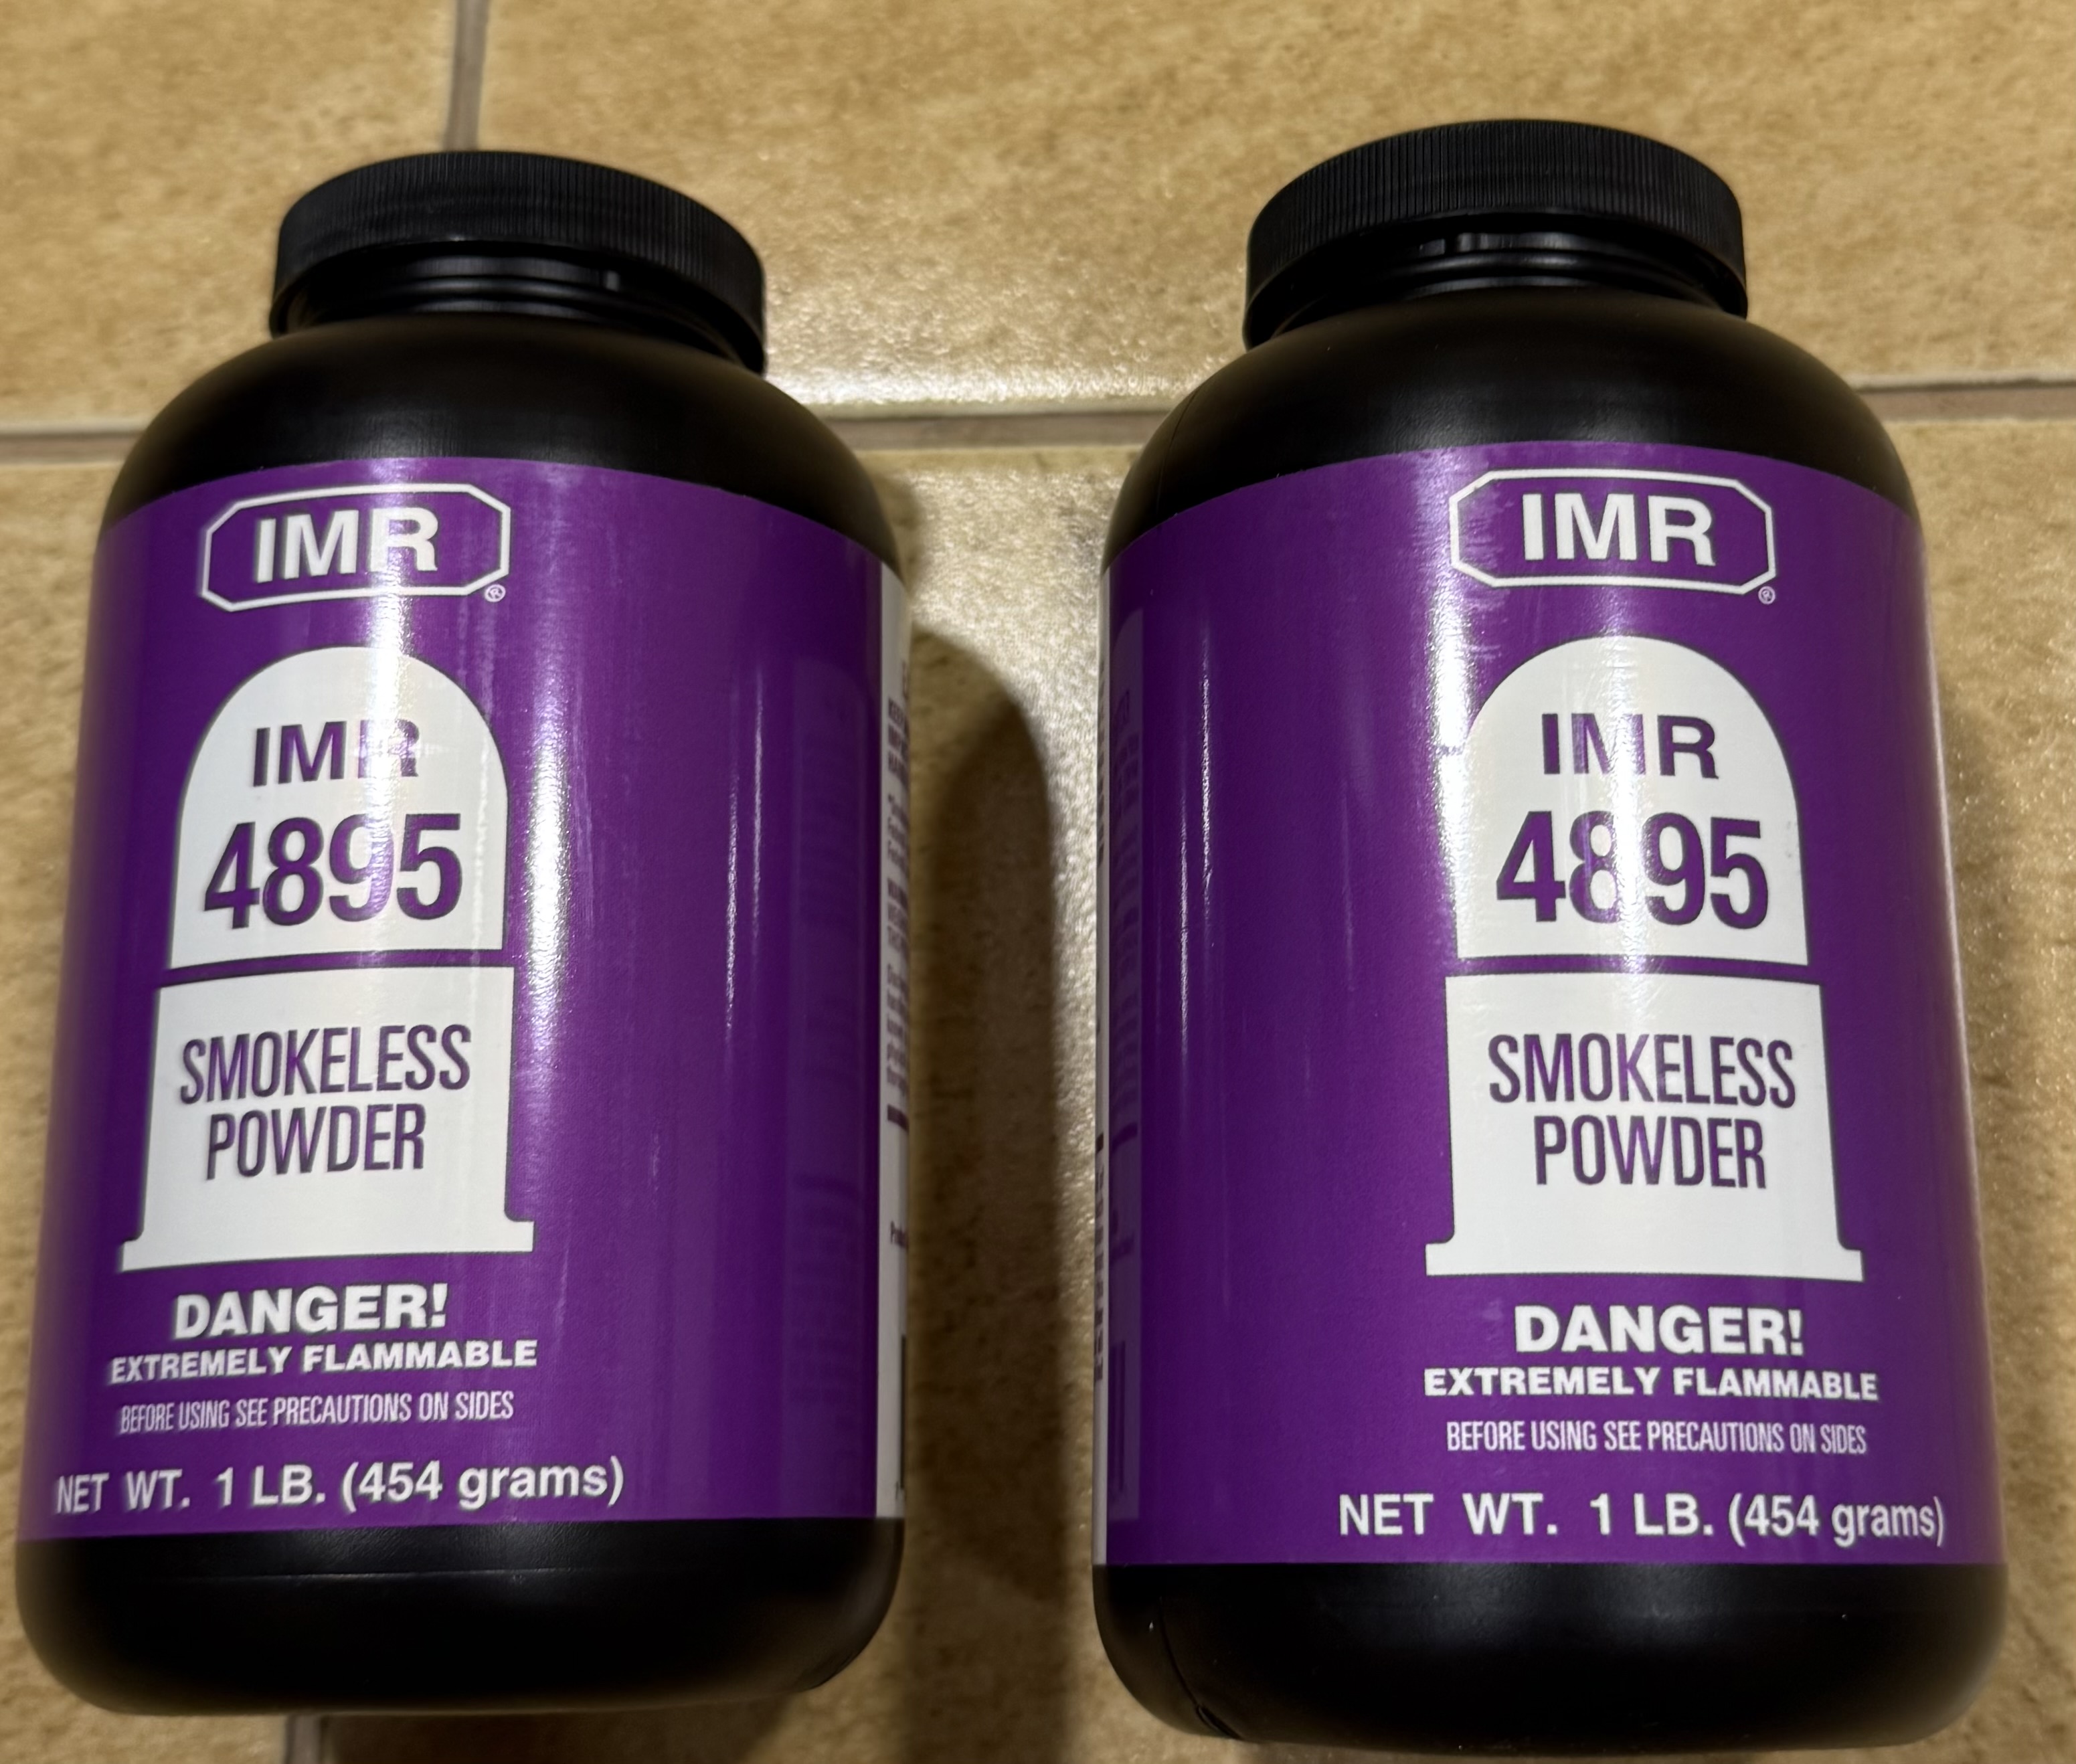 IMR
®
IMR
4895
SMOKELESS
POWDER
DANGER!
EXTREMELY FLAMMABLE
BEFORE USING SEE PRECAUTIONS ON SIDES
NET WT. 1 LB. (454 grams)
IMR
®
IMR
4895
SMOKELESS
POWDER
DANGER!
EXTREMELY FLAMMABLE
BEFORE USING SEE PRECAUTIONS ON SIDES
NET WT. 1 LB. (454 grams)